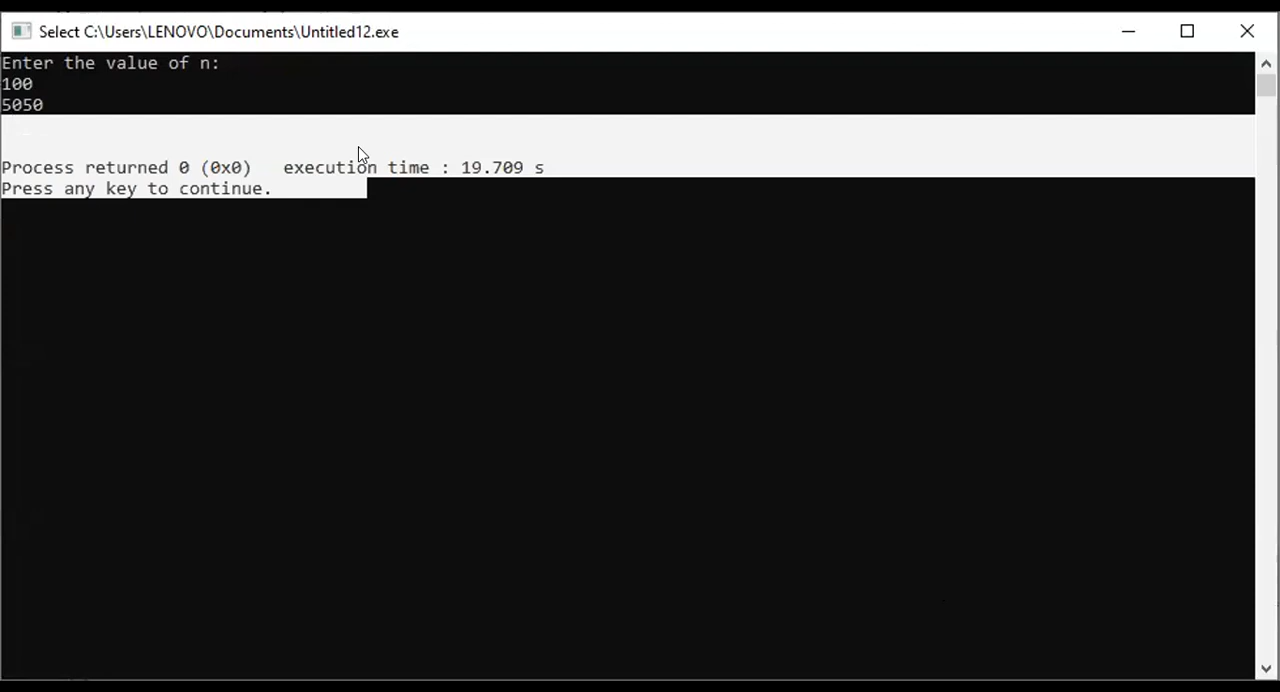 Select C:\Users\LENOVO\Documents\Untitled12.exe
Enter the value of n:
100
5050
Process returned 0 (0x0)   execution time : 19.709 s
Press any key to continue.